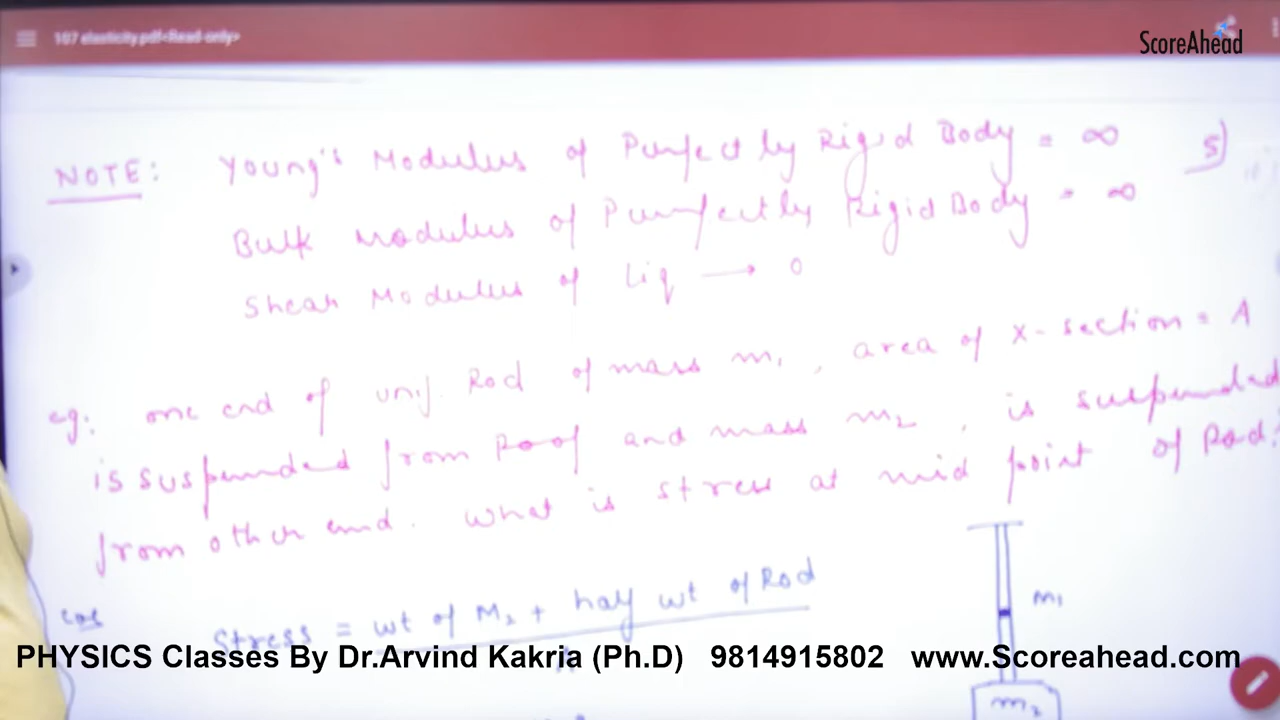 107 elasticity.pdf<Read-only>
ScoreAhead
NOTE: Young's Modulus of Perfectly Rigid Body = ∞
5)
Bulk Modulus of Perfectly Rigid Body = ∞
Shear Modulus of Liq → 0
eg: one end of unif. Rod of mass m₁, area of x-section = A
is suspended from Roof and mass m₂, is suspended
from other end. What is stress at mid point of Rod?
Stress = wt of M₂ + half wt of Rod
A
m₁
m₂
PHYSICS Classes By Dr.Arvind Kakria (Ph.D) 9814915802 www.Scoreahead.com